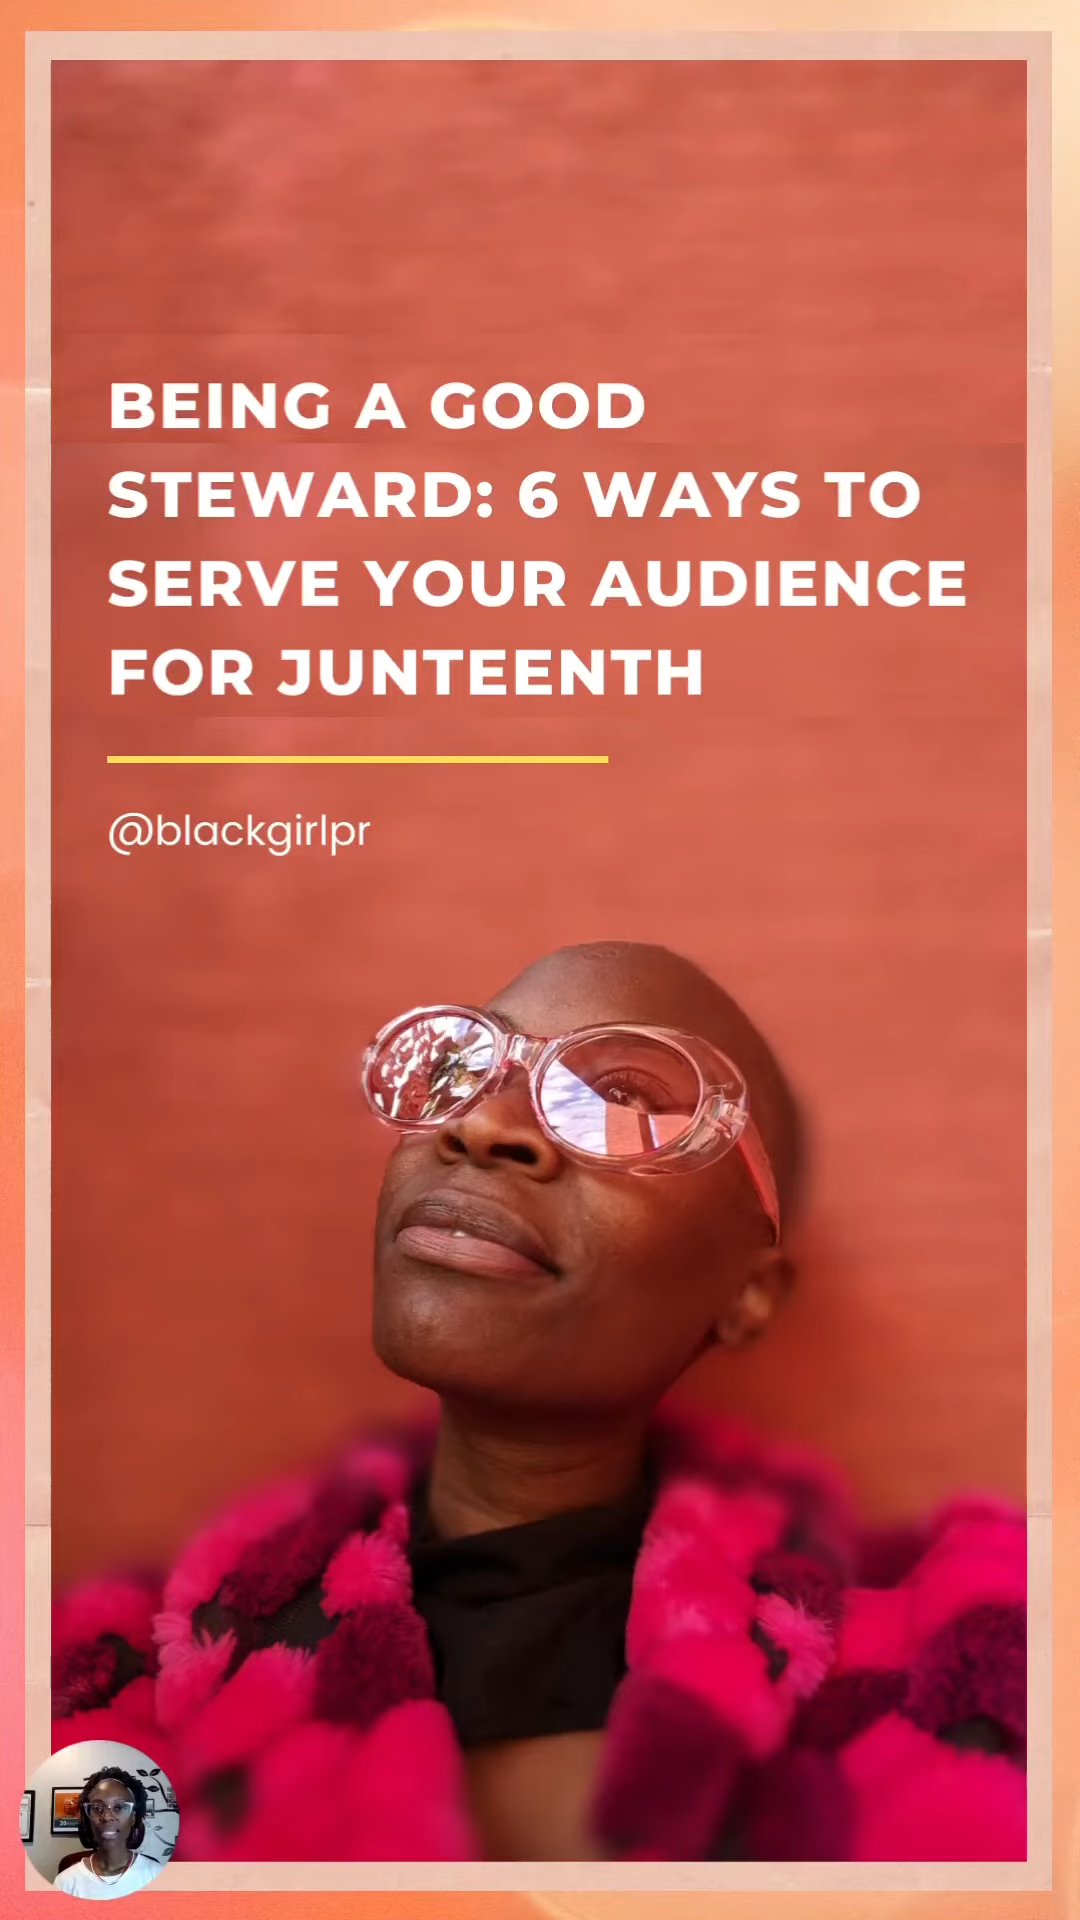 BEING A GOOD
STEWARD: 6 WAYS TO
SERVE YOUR AUDIENCE
FOR JUNTEENTH
@blackgirlpr